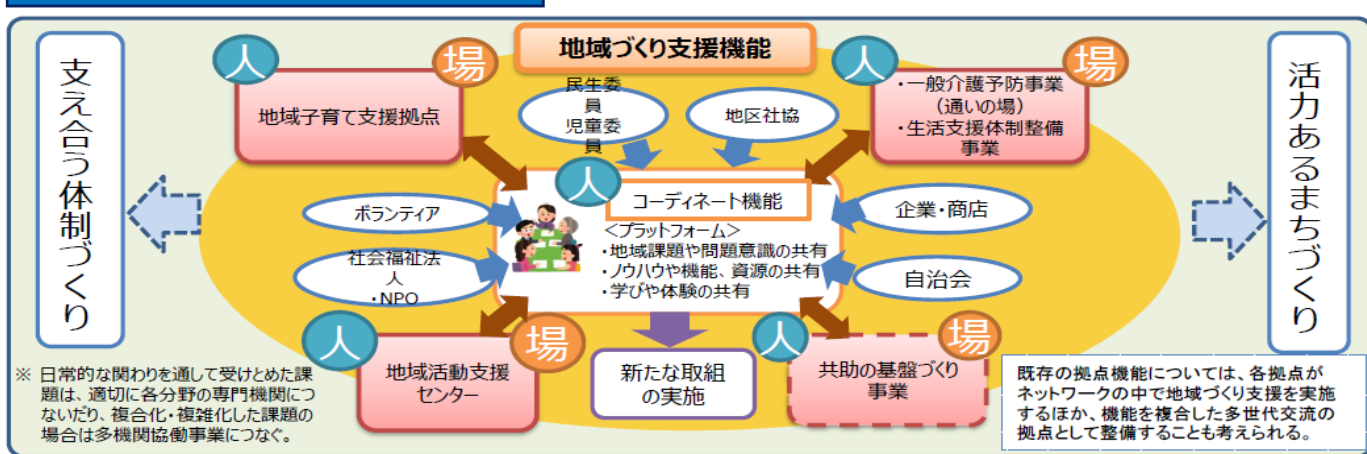 地域づくり支援機能
支え合う体制づくり
活力あるまちづくり
人
場
地域子育て支援拠点
民生委
員
児童委
員
地区社協
人
場
・一般介護予防事業
(通いの場)
・生活支援体制整備
事業
ボランティア
社会福祉法
人
・NPO
人
コーディネート機能
<プラットフォーム>
・地域課題や問題意識の共有
・ノウハウや機能、資源の共有
・学びや体験の共有
企業・商店
自治会
人
場
地域活動支援
センター
新たな取組
の実施
人
場
共助の基盤づくり
事業
※ 日常的な関わりを通して受けとめた課
題は、適切に各分野の専門機関につ
ないだり、複合化・複雑化した課題の
場合は多機関協働事業につなぐ。
既存の拠点機能については、各拠点が
ネットワークの中で地域づくり支援を実施
するほか、機能を複合した多世代交流の
拠点として整備することも考えられる。